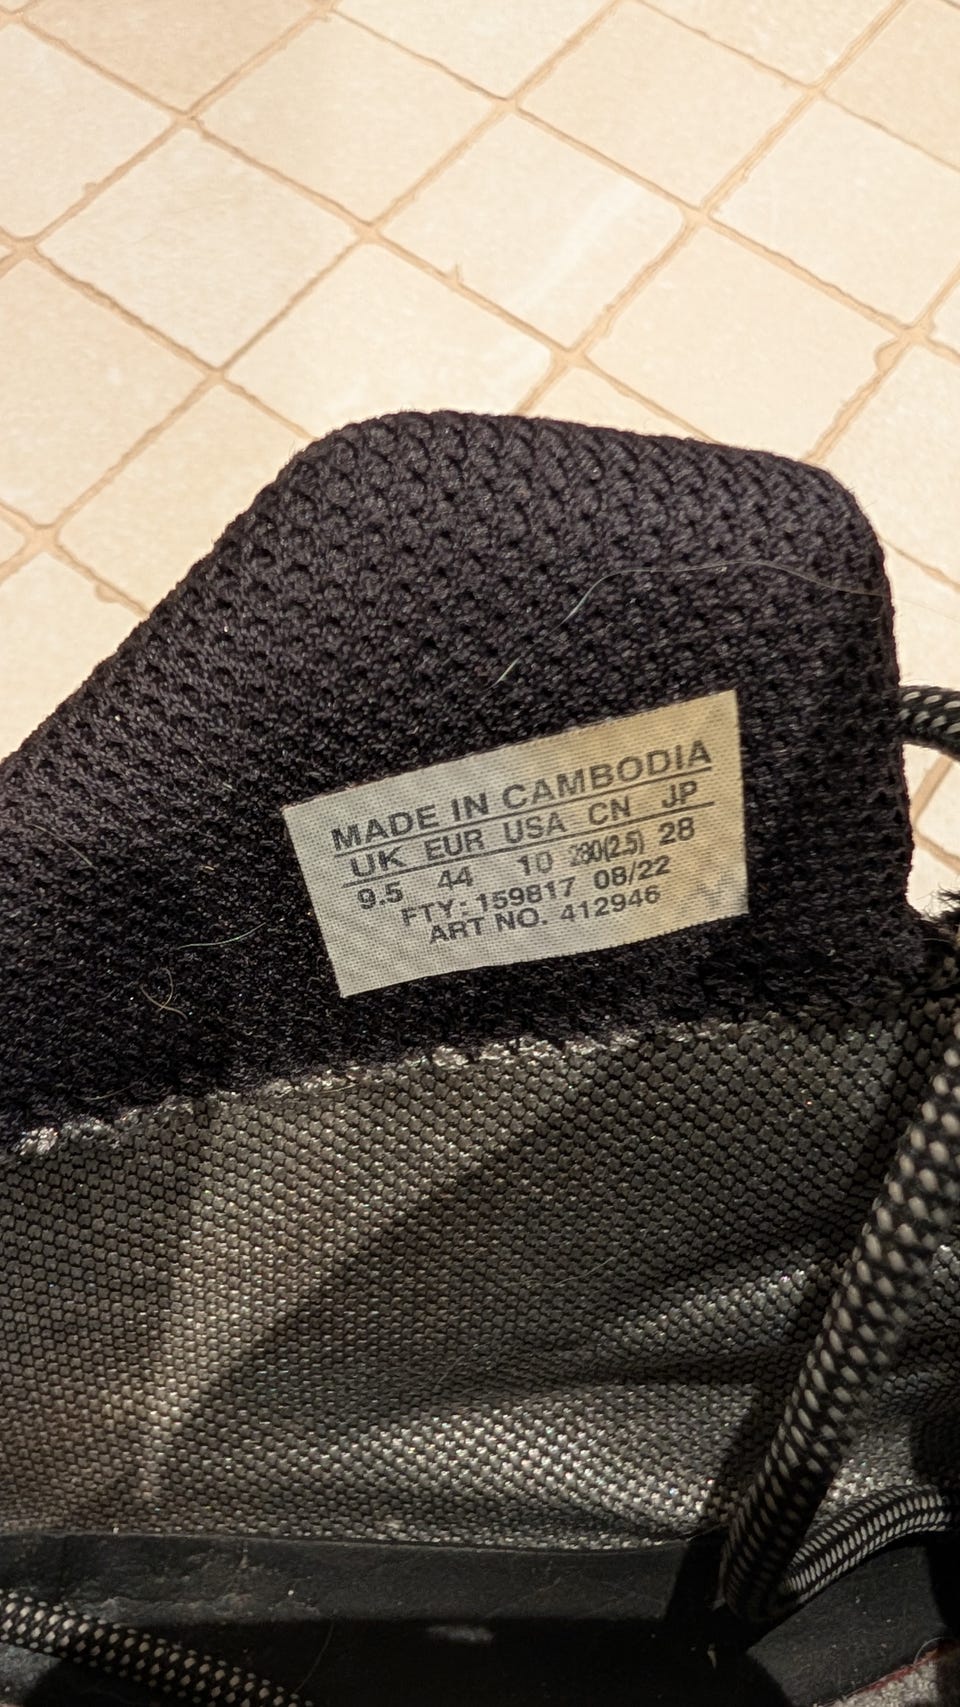 MADE IN CAMBODIA
UK EUR USA CN JP
9.5 44 10 280(2.5) 28
FTY: 159817 08/22
ART NO. 412946